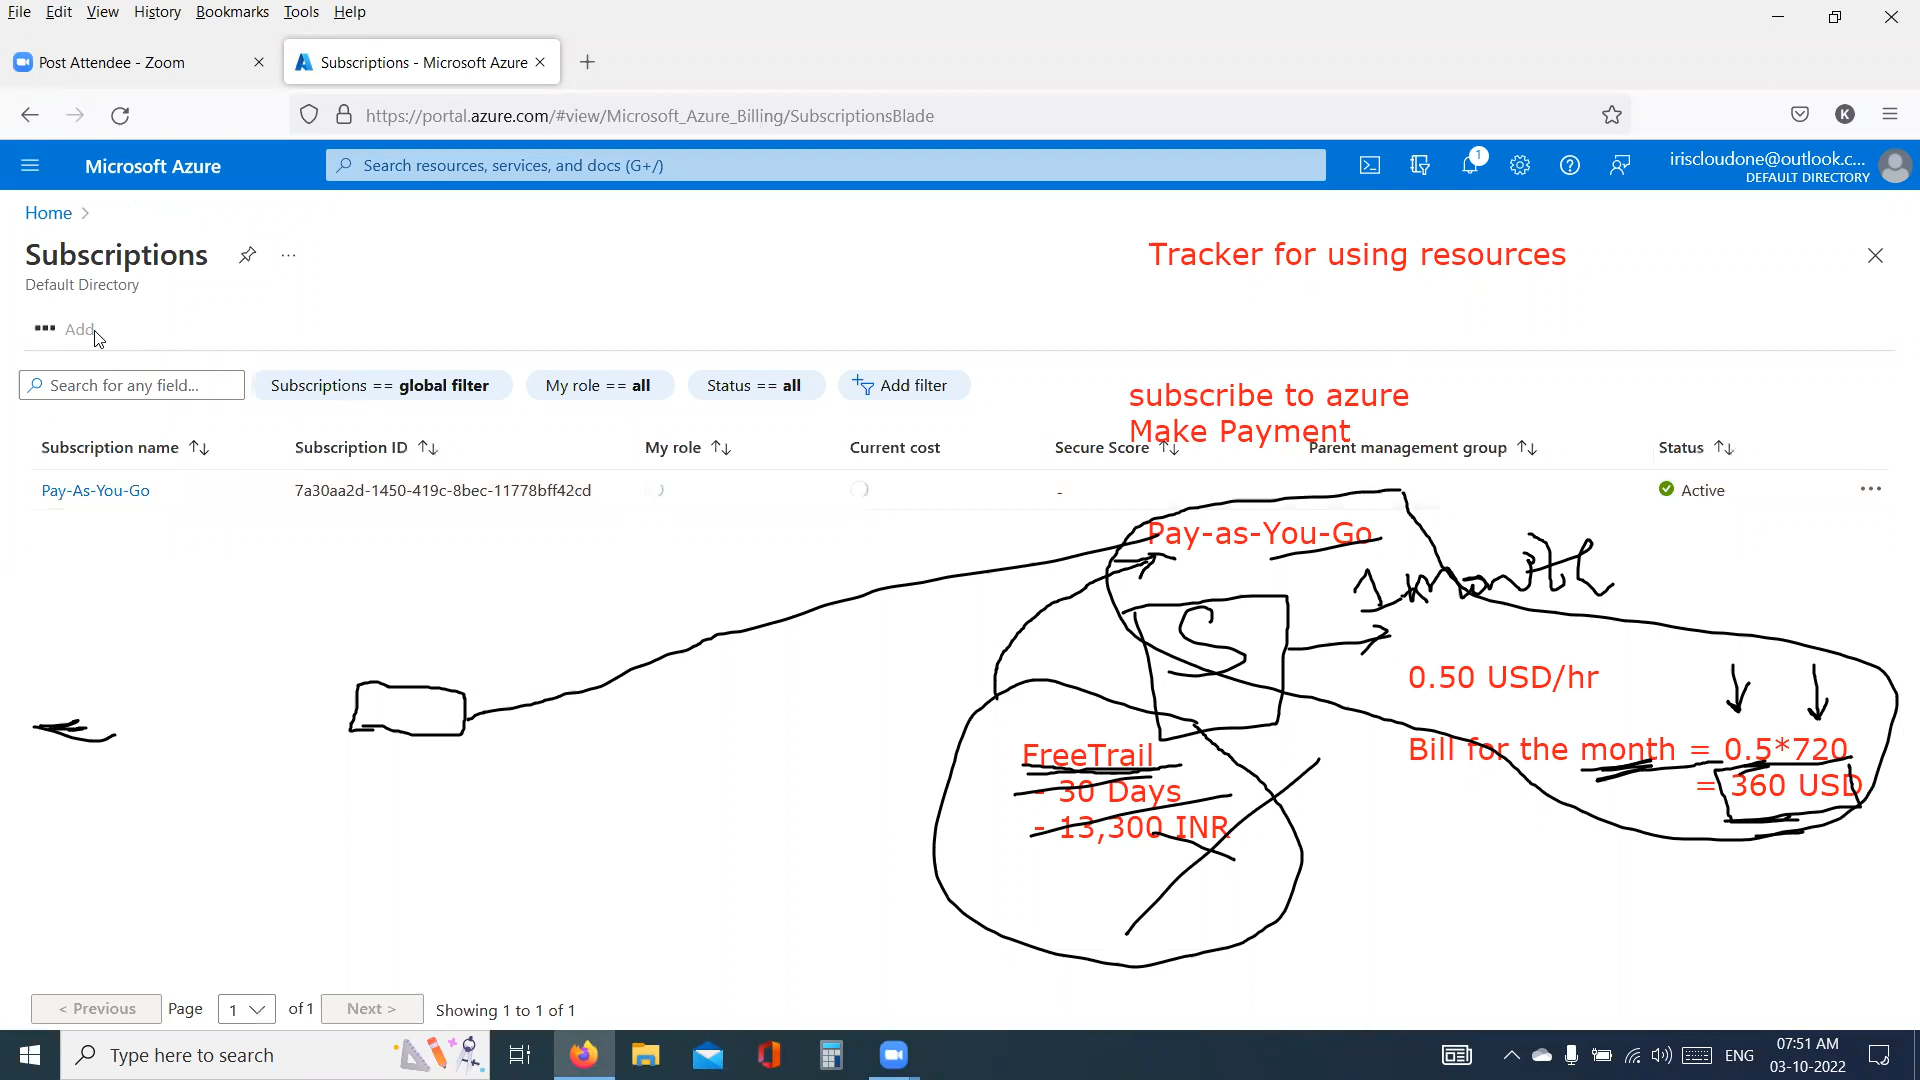 File Edit View History Bookmarks Tools Help
Post Attendee - Zoom
Subscriptions - Microsoft Azure
https://portal.azure.com/#view/Microsoft_Azure_Billing/SubscriptionsBlade
K
Microsoft Azure
Search resources, services, and docs (G+/)
1
iriscloudone@outlook.c...
DEFAULT DIRECTORY
Home
Subscriptions
Default Directory
Tracker for using resources
Add
Search for any field...
Subscriptions == global filter
My role == all
Status == all
Add filter
subscribe to azure
Make Payment
Subscription name Subscription ID My role Current cost Secure Score Parent management group Status
Pay-As-You-Go 7a30aa2d-1450-419c-8bec-11778bff42cd - Active
Pay-as-You-Go
1 month
S
0.50 USD/hr
Bill for the month = 0.5*720
= 360 USD
FreeTrail
- 30 Days
- 13,300 INR
< Previous Page 1 of 1 Next > Showing 1 to 1 of 1
Type here to search
ENG
07:51 AM
03-10-2022